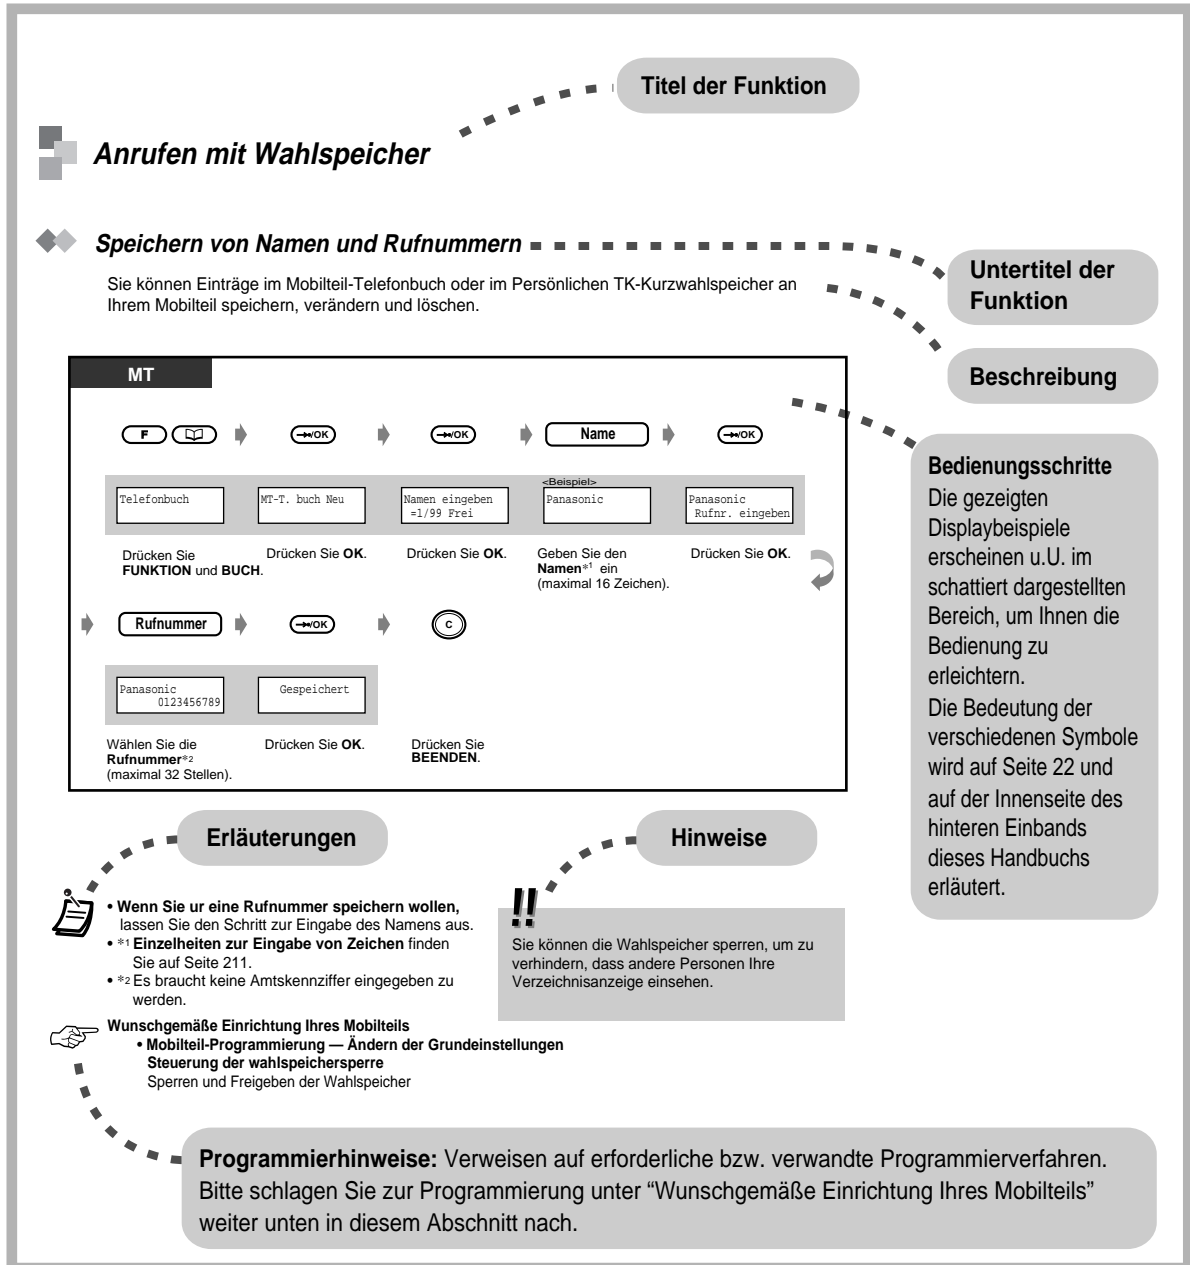 Titel der Funktion
Anrufen mit Wahlspeicher
Speichern von Namen und Rufnummern
Sie können Einträge im Mobilteil-Telefonbuch oder im Persönlichen TK-Kurzwahlspeicher an
Ihrem Mobilteil speichern, verändern und löschen.
Untertitel der
Funktion
Beschreibung
MT
F /OK /OK Name /OK
<Beispiel>
Telefonbuch MT-T. buch Neu Namen eingeben Panasonic Panasonic
=1/99 Frei Rufnr. eingeben
Drücken Sie Drücken Sie OK. Drücken Sie OK. Geben Sie den Drücken Sie OK.
FUNKTION und BUCH. Namen*1 ein
(maximal 16 Zeichen).
Rufnummer /OK C
Panasonic Gespeichert
0123456789
Wählen Sie die Drücken Sie OK. Drücken Sie
Rufnummer*2 BEENDEN.
(maximal 32 Stellen).
Bedienungsschritte
Die gezeigten
Displaybeispiele
erscheinen u.U. im
schattiert dargestellten
Bereich, um Ihnen die
Bedienung zu
erleichtern.
Die Bedeutung der
verschiedenen Symbole
wird auf Seite 22 und
auf der Innenseite des
hinteren Einbands
dieses Handbuchs
erläutert.
Erläuterungen
• Wenn Sie ur eine Rufnummer speichern wollen,
lassen Sie den Schritt zur Eingabe des Namens aus.
• *1 Einzelheiten zur Eingabe von Zeichen finden
Sie auf Seite 211.
• *2 Es braucht keine Amtskennziffer eingegeben zu
werden.
Hinweise
!!
Sie können die Wahlspeicher sperren, um zu
verhindern, dass andere Personen Ihre
Verzeichnisanzeige einsehen.
Wunschgemäße Einrichtung Ihres Mobilteils
• Mobilteil-Programmierung — Ändern der Grundeinstellungen
Steuerung der wahlspeichersperre
Sperren und Freigeben der Wahlspeicher
Programmierhinweise: Verweisen auf erforderliche bzw. verwandte Programmierverfahren.
Bitte schlagen Sie zur Programmierung unter “Wunschgemäße Einrichtung Ihres Mobilteils”
weiter unten in diesem Abschnitt nach.